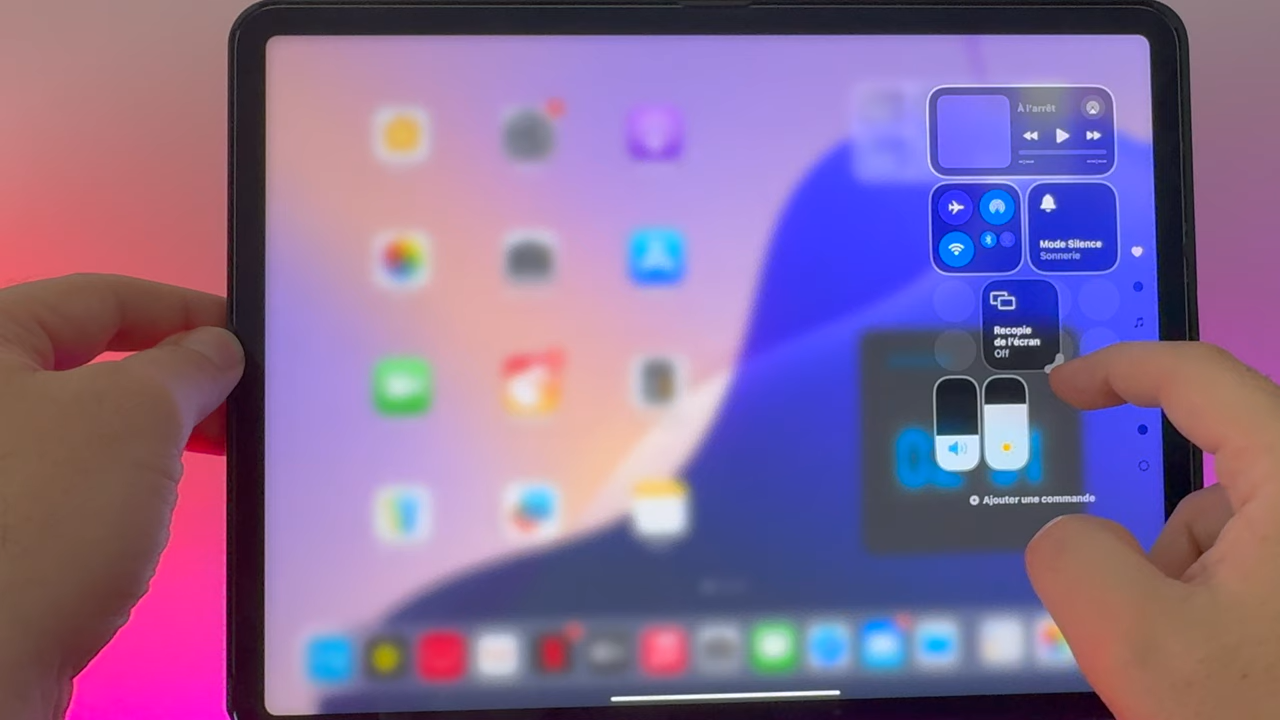 À l'arrêt
Mode Silence
Sonnerie
Recopie
de l'écran
Off
Ajouter une commande